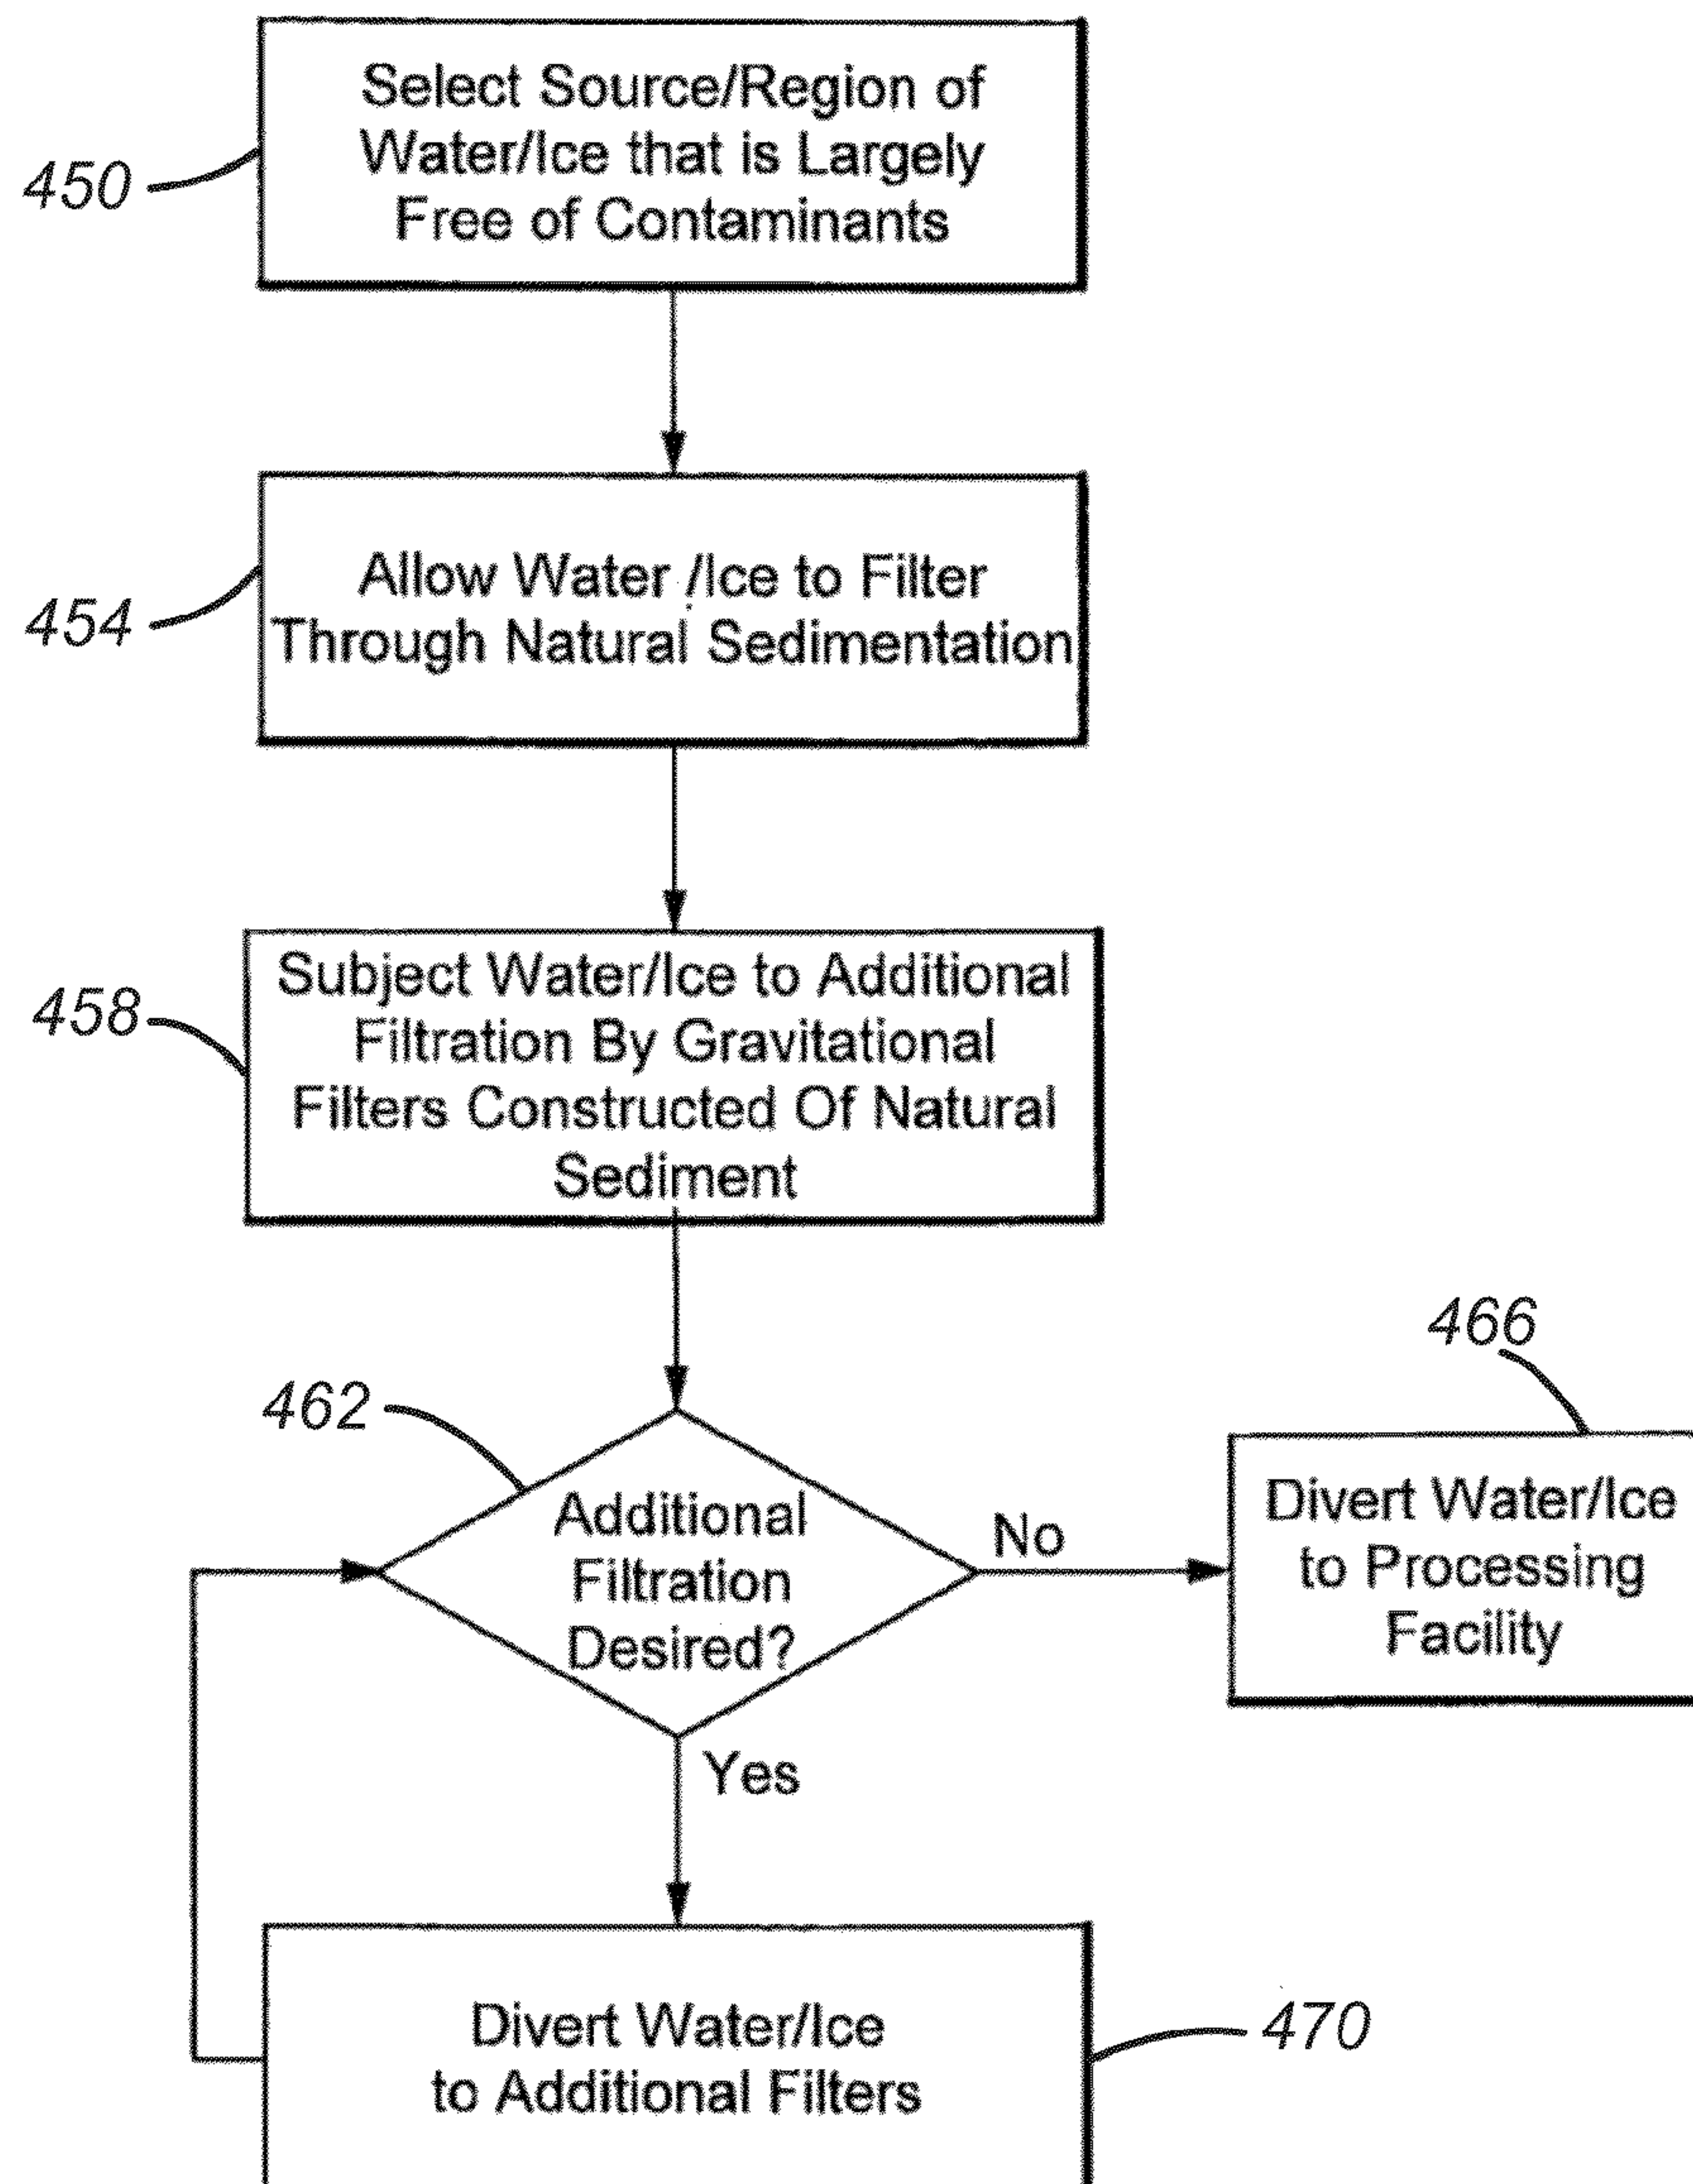 Select Source/Region of
Water/Ice that is Largely
Free of Contaminants
450
Allow Water /Ice to Filter
Through Natural Sedimentation
454
Subject Water/Ice to Additional
Filtration By Gravitational
Filters Constructed Of Natural
Sediment
458
462
Additional
Filtration
Desired?
No
466
Divert Water/Ice
to Processing
Facility
Yes
Divert Water/Ice
to Additional Filters
470